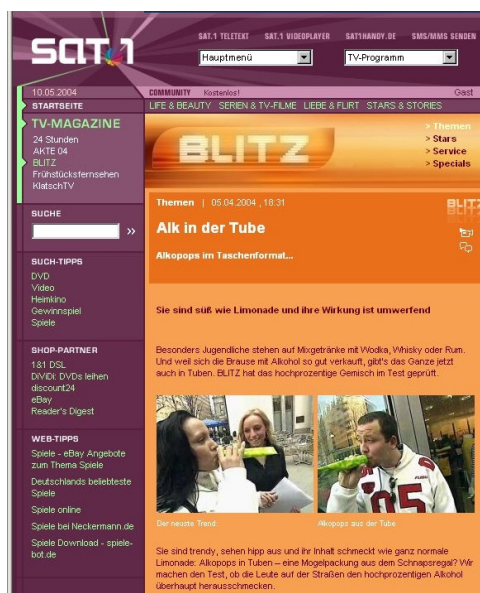 SAT.1
SAT.1 TELETEXT SAT.1 VIDEOPLAYER SAT1HANDY.DE SMS/MMS SENDEN
Hauptmenü TV-Programm
10.05.2004 COMMUNITY Kostenlos! Gast
STARTSEITE LIFE & BEAUTY SERIEN & TV-FILME LIEBE & FLIRT STARS & STORIES
TV-MAGAZINE
24 Stunden
AKTE 04
BLITZ
Frühstücksfernsehen
KlatschTV
BLITZ
> Themen
> Stars
> Service
> Specials
SUCHE
»
SUCH-TIPPS
DVD
Video
Heimkino
Gewinnspiel
Spiele
SHOP-PARTNER
1&1 DSL
DiViDi: DVDs leihen
discount24
eBay
Reader's Digest
WEB-TIPPS
Spiele - eBay Angebote
zum Thema Spiele
Deutschlands beliebteste
Spiele
Spiele online
Spiele bei Neckermann.de
Spiele Download - spiele-
bot.de
Themen | 05.04.2004 , 18:31
BLITZ
Alk in der Tube
Alkopops im Taschenformat...
Sie sind süß wie Limonade und ihre Wirkung ist umwerfend
Besonders Jugendliche stehen auf Mixgetränke mit Wodka, Whisky oder Rum.
Und weil sich die Brause mit Alkohol so gut verkauft, gibt's das Ganze jetzt
auch in Tuben. BLITZ hat das hochprozentige Gemisch im Test geprüft.
05
Der neuste Trend: Alkopops aus der Tube
Sie sind trendy, sehen hipp aus und ihr Inhalt schmeckt wie ganz normale
Limonade: Alkopops in Tuben – eine Mogelpackung aus dem Schnapsregal? Wir
machen den Test, ob die Leute auf der Straßen den hochprozentigen Alkohol
überhaupt herausschmecken.